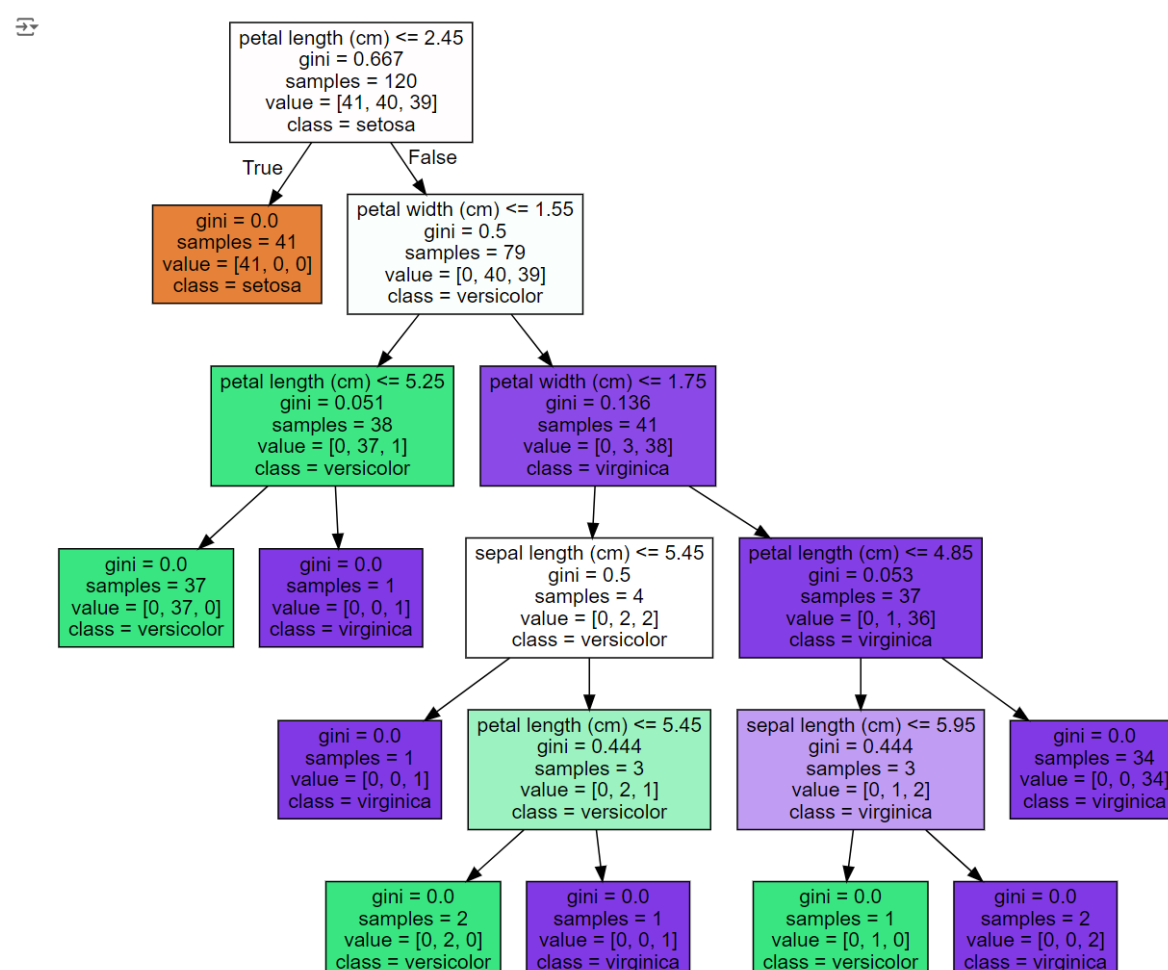 petal length (cm) <= 2.45
gini = 0.667
samples = 120
value = [41, 40, 39]
class = setosa
True
False
gini = 0.0
samples = 41
value = [41, 0, 0]
class = setosa
petal width (cm) <= 1.55
gini = 0.5
samples = 79
value = [0, 40, 39]
class = versicolor
petal length (cm) <= 5.25
gini = 0.051
samples = 38
value = [0, 37, 1]
class = versicolor
petal width (cm) <= 1.75
gini = 0.136
samples = 41
value = [0, 3, 38]
class = virginica
gini = 0.0
samples = 37
value = [0, 37, 0]
class = versicolor
gini = 0.0
samples = 1
value = [0, 0, 1]
class = virginica
sepal length (cm) <= 5.45
gini = 0.5
samples = 4
value = [0, 2, 2]
class = versicolor
petal length (cm) <= 4.85
gini = 0.053
samples = 37
value = [0, 1, 36]
class = virginica
gini = 0.0
samples = 1
value = [0, 0, 1]
class = virginica
petal length (cm) <= 5.45
gini = 0.444
samples = 3
value = [0, 2, 1]
class = versicolor
sepal length (cm) <= 5.95
gini = 0.444
samples = 3
value = [0, 1, 2]
class = virginica
gini = 0.0
samples = 34
value = [0, 0, 34]
class = virginica
gini = 0.0
samples = 2
value = [0, 2, 0]
class = versicolor
gini = 0.0
samples = 1
value = [0, 0, 1]
class = virginica
gini = 0.0
samples = 1
value = [0, 1, 0]
class = versicolor
gini = 0.0
samples = 2
value = [0, 0, 2]
class = virginica